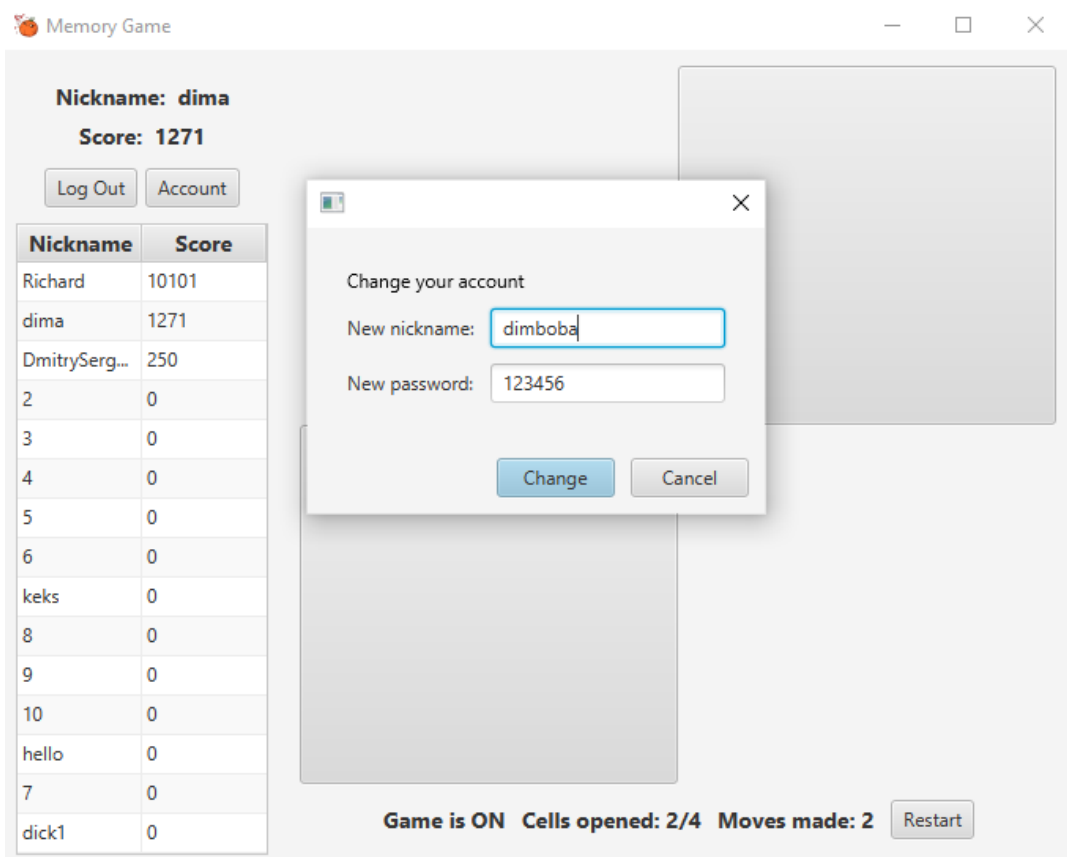 Memory Game
Nickname: dima
Score: 1271
Log Out Account
Nickname Score
Richard 10101
dima 1271
DmitrySerg... 250
2 0
3 0
4 0
5 0
6 0
keks 0
8 0
9 0
10 0
hello 0
7 0
dick1 0
Change your account
New nickname: dimboba
New password: 123456
Change Cancel
Game is ON Cells opened: 2/4 Moves made: 2 Restart